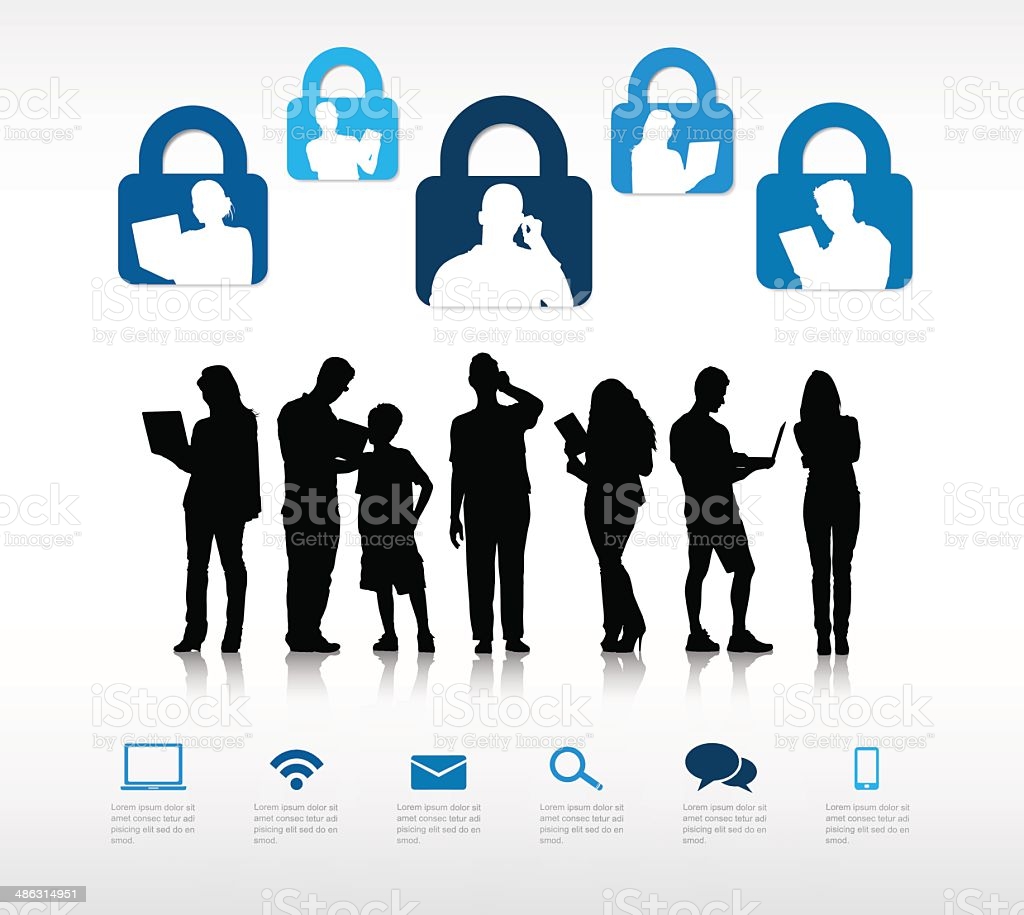 iStock
by Getty Images™
Lorem ipsum dolor sit
amet consec tetur adi
pisicing elit sed do en
smod.
Lorem ipsum dolor sit
amet consec tetur adi
pisicing elit sed do en
smod.
Lorem ipsum dolor sit
amet consec tetur adi
pisicing elit sed do en
smod.
Lorem ipsum dolor sit
amet consec tetur adi
pisicing elit sed do en
smod.
Lorem ipsum dolor sit
amet consec tetur adi
pisicing elit sed do en
smod.
Lorem ipsum dolor sit
amet consec tetur adi
pisicing elit sed do en
smod.
486314951